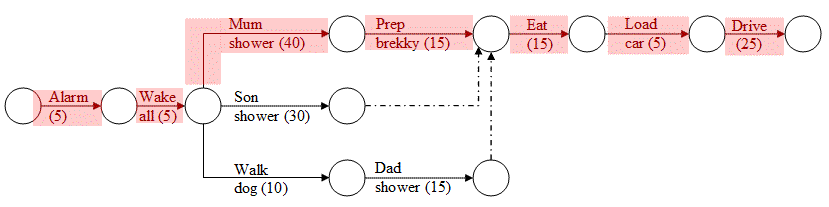 Mum
shower (40)
Prep
brekky (15)
Eat
(15)
Load
car (5)
Drive
(25)
Alarm
(5)
Wake
all (5)
Son
shower (30)
Walk
dog (10)
Dad
shower (15)